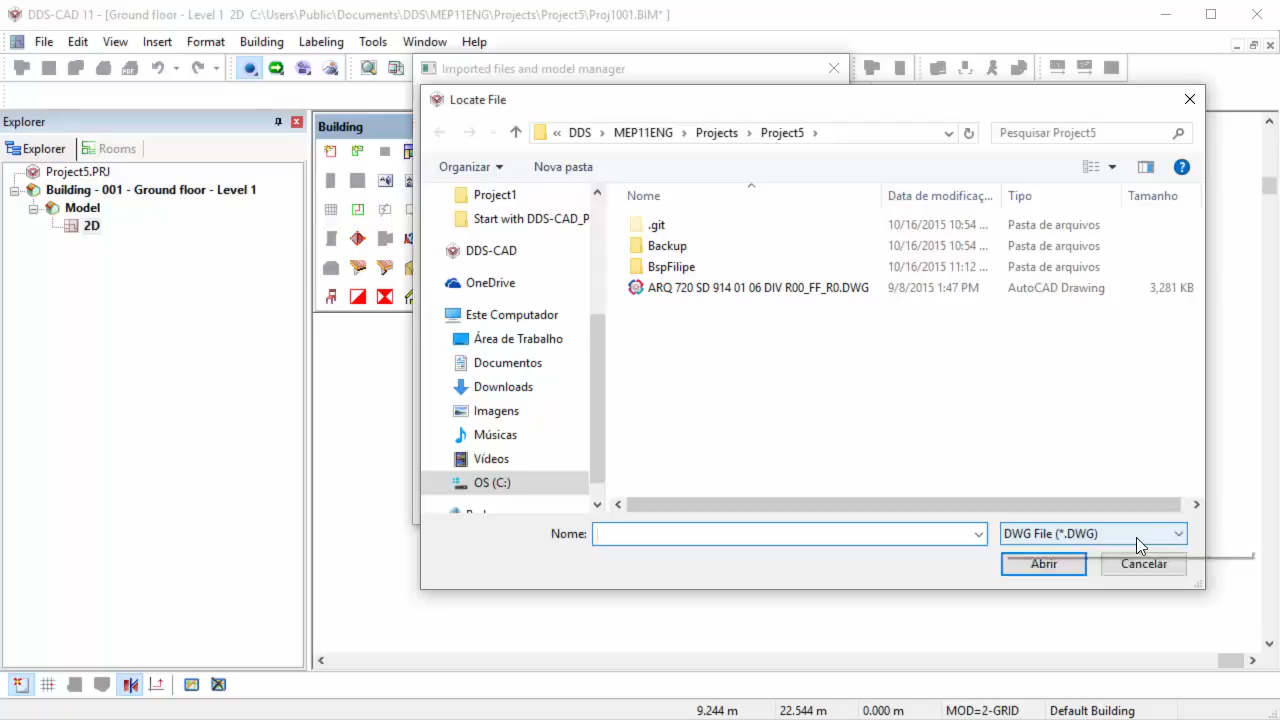 DDS-CAD 11 - [Ground floor - Level 1 2D C:\Users\Public\Documents\DDS\MEP11ENG\Projects\Project5\Proj1001.BIM* ]
File Edit View Insert Format Building Labeling Tools Window Help
Imported files and model manager
Locate File
« DDS › MEP11ENG › Projects › Project5 ›
Pesquisar Project5
Organizar
Nova pasta
Explorer
Explorer
Rooms
Project5.PRJ
Building - 001 - Ground floor - Level 1
Model
2D
Building
Project1
Start with DDS-CAD_P
DDS-CAD
OneDrive
Este Computador
Área de Trabalho
Documentos
Downloads
Imagens
Músicas
Vídeos
OS (C:)
Nome Data de modificaç... Tipo Tamanho
.git 10/16/2015 10:54 ... Pasta de arquivos
Backup 10/16/2015 10:54 ... Pasta de arquivos
BspFilipe 10/16/2015 11:12 ... Pasta de arquivos
ARQ 720 SD 914 01 06 DIV R00_FF_R0.DWG 9/8/2015 1:47 PM AutoCAD Drawing 3,281 KB
Nome:
DWG File (*.DWG)
Abrir
Cancelar
9.244 m 22.544 m 0.000 m MOD=2-GRID Default Building